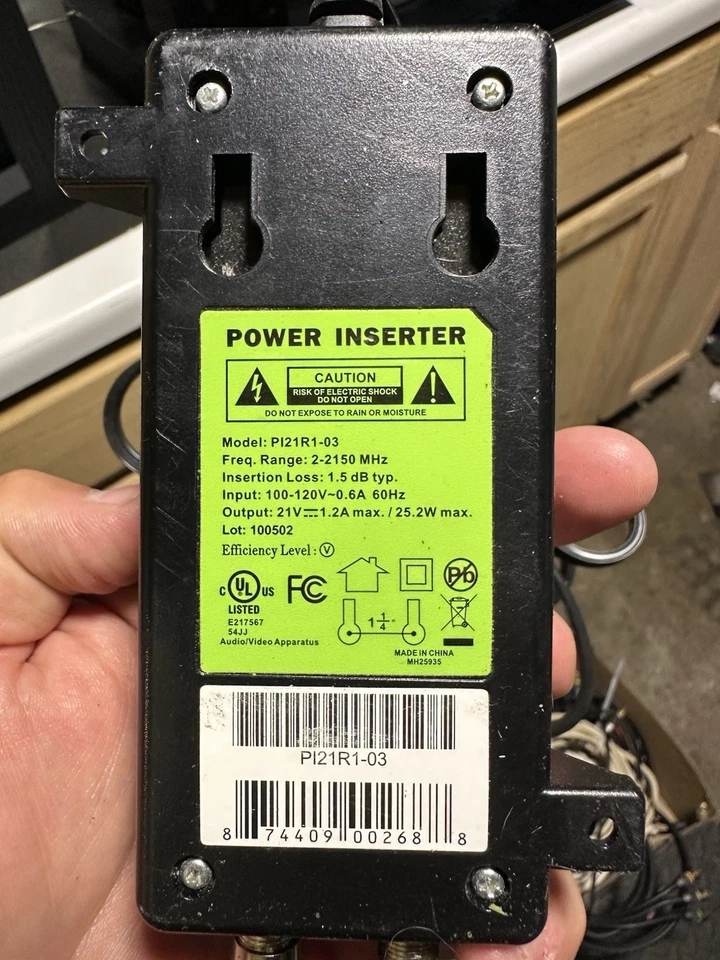 POWER INSERTER
CAUTION
RISK OF ELECTRIC SHOCK
DO NOT OPEN
DO NOT EXPOSE TO RAIN OR MOISTURE
Model: PI21R1-03
Freq. Range: 2-2150 MHz
Insertion Loss: 1.5 dB typ.
Input: 100-120V~0.6A 60Hz
Output: 21V⎓1.2A max. / 25.2W max.
Lot: 100502
Efficiency Level : Ⓥ
c UL US FC Pb
LISTED
E217567
54JJ
Audio/Video Apparatus
1 1/4"
MADE IN CHINA
MH25935
PI21R1-03
8 74409 00268 8